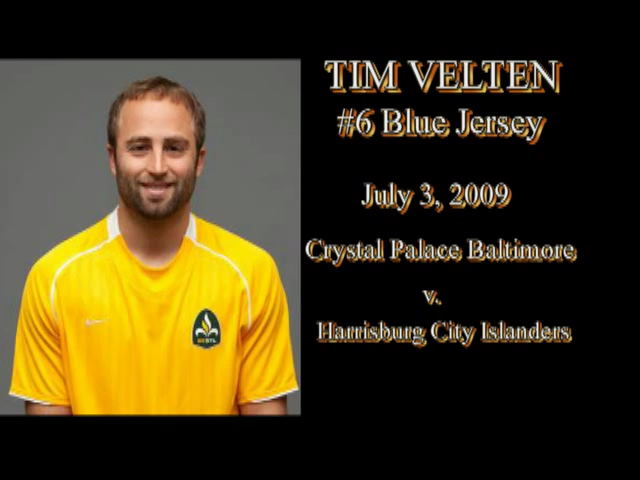 TIM VELTEN
#6 Blue Jersey
July 3, 2009
Crystal Palace Baltimore
v.
Harrisburg City Islanders